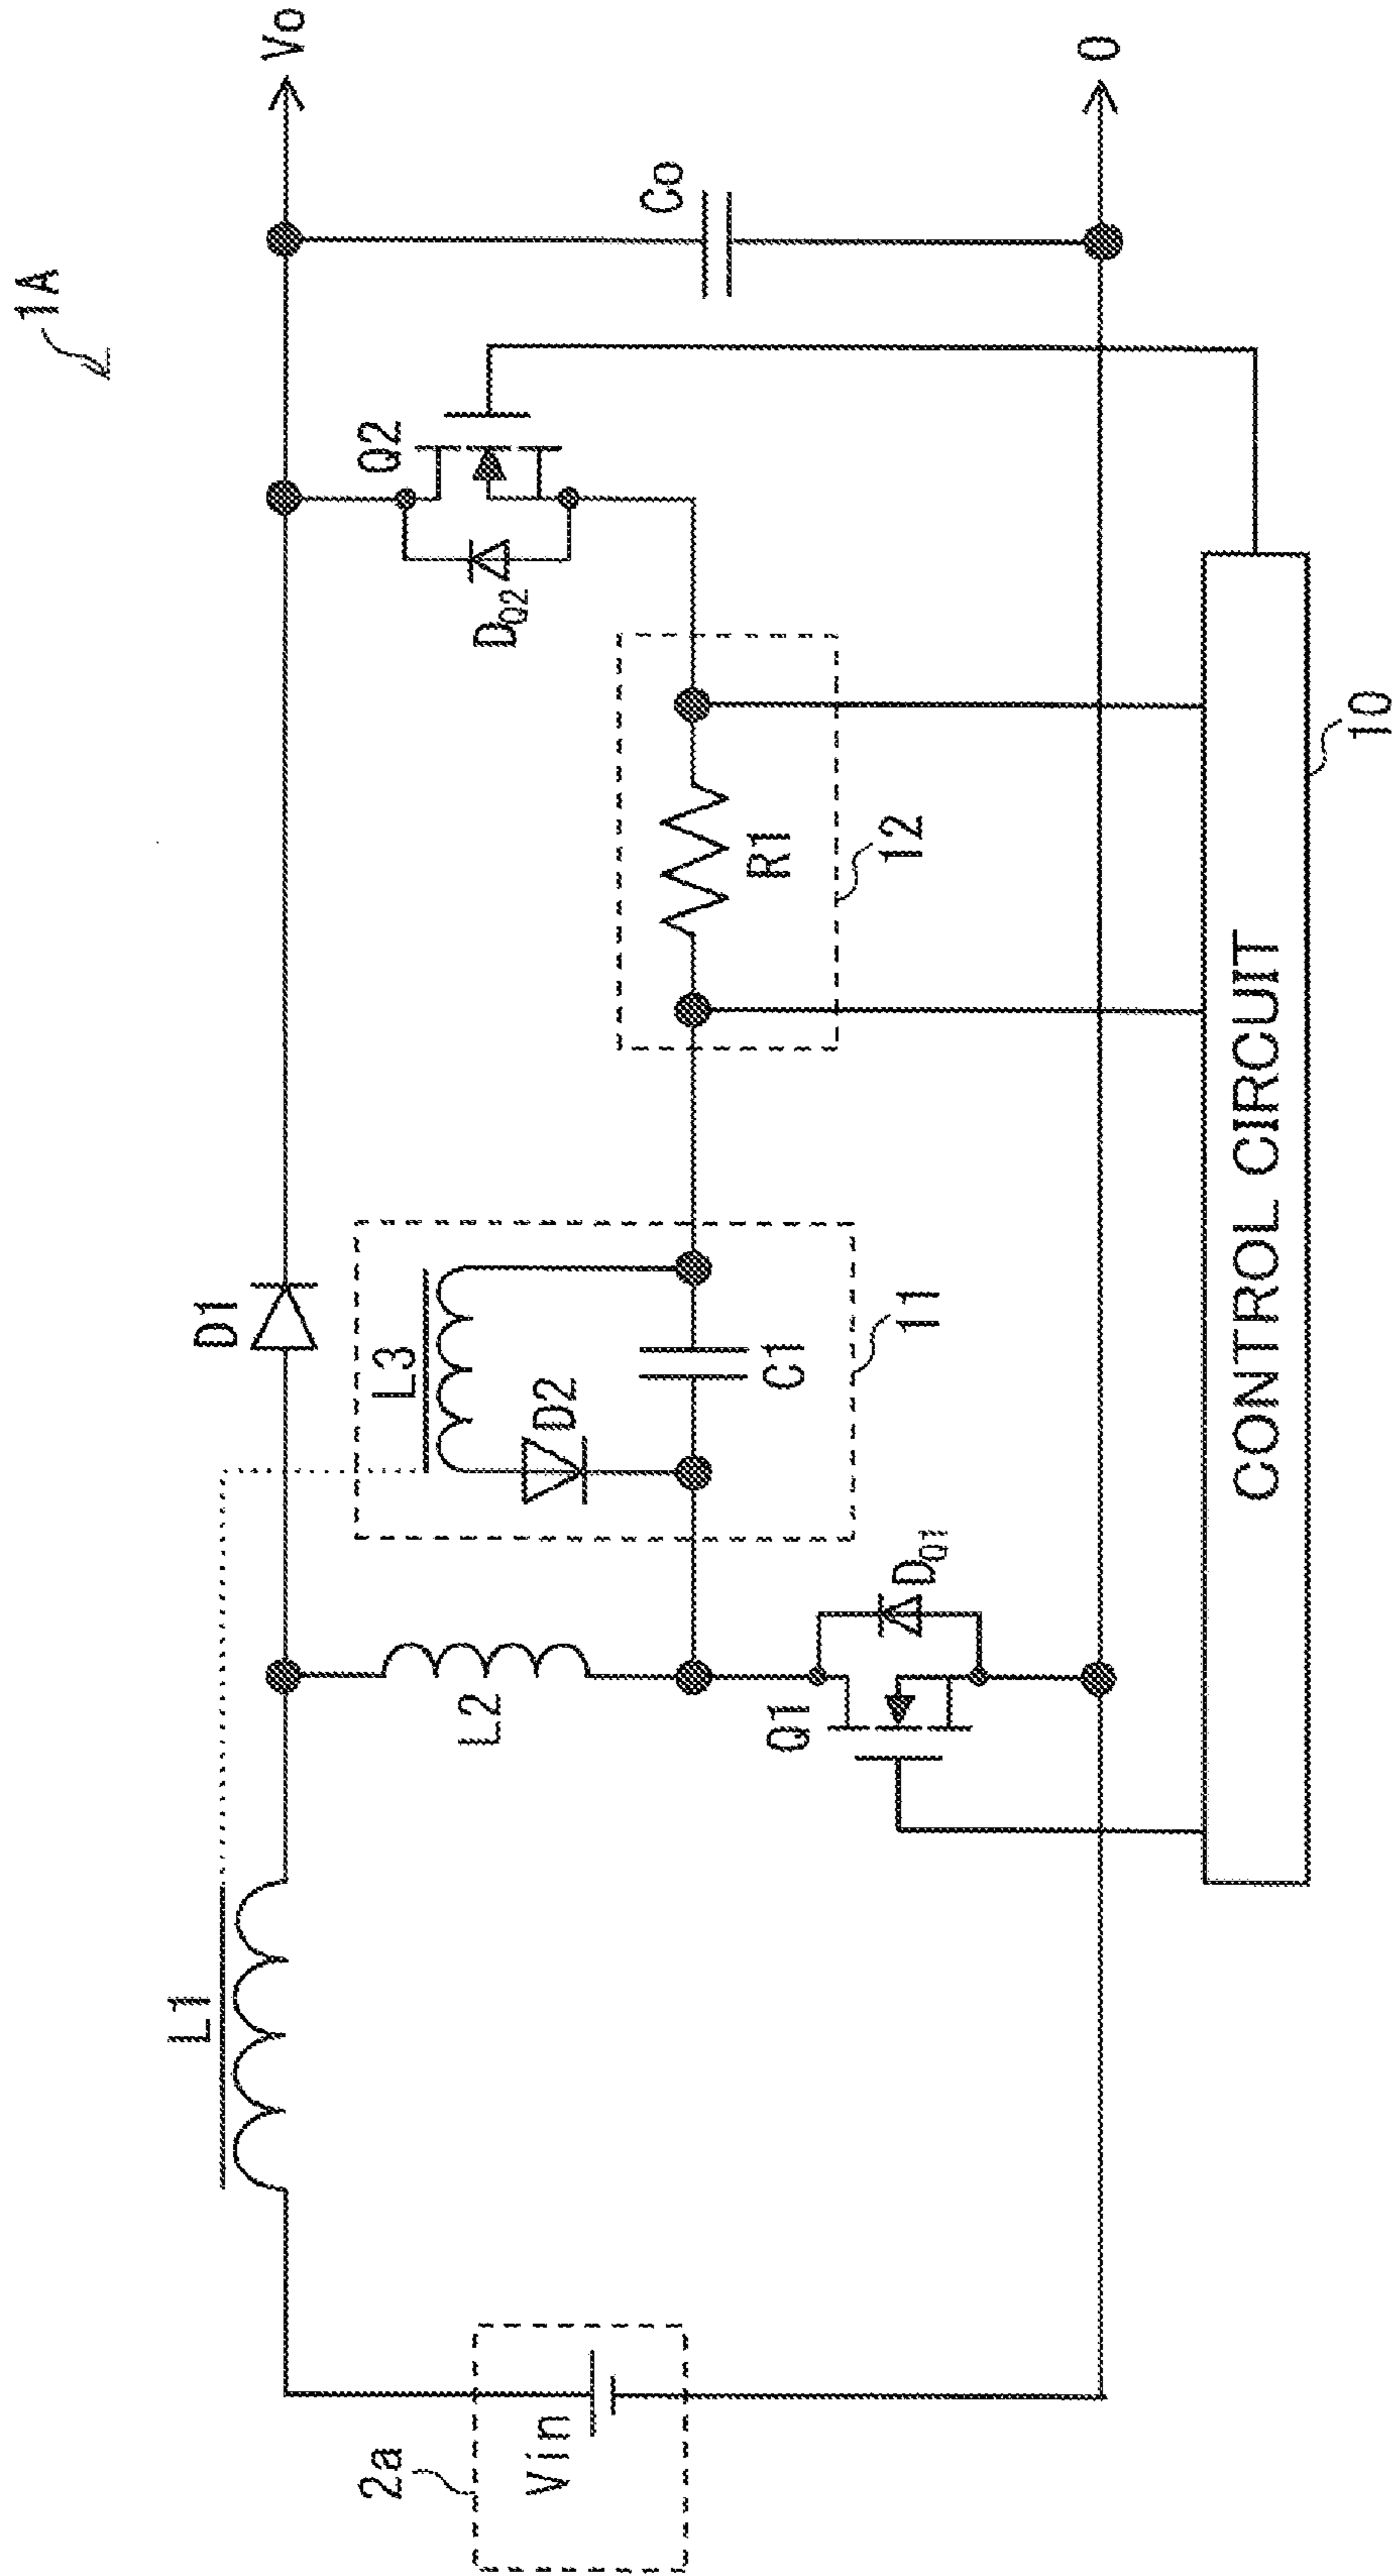 1A
L1
D1
Vo
L3
D2
C1
11
L2
Q2
DQ2
R1
12
Co
2a
Vin
Q1
DQ1
0
CONTROL CIRCUIT
10